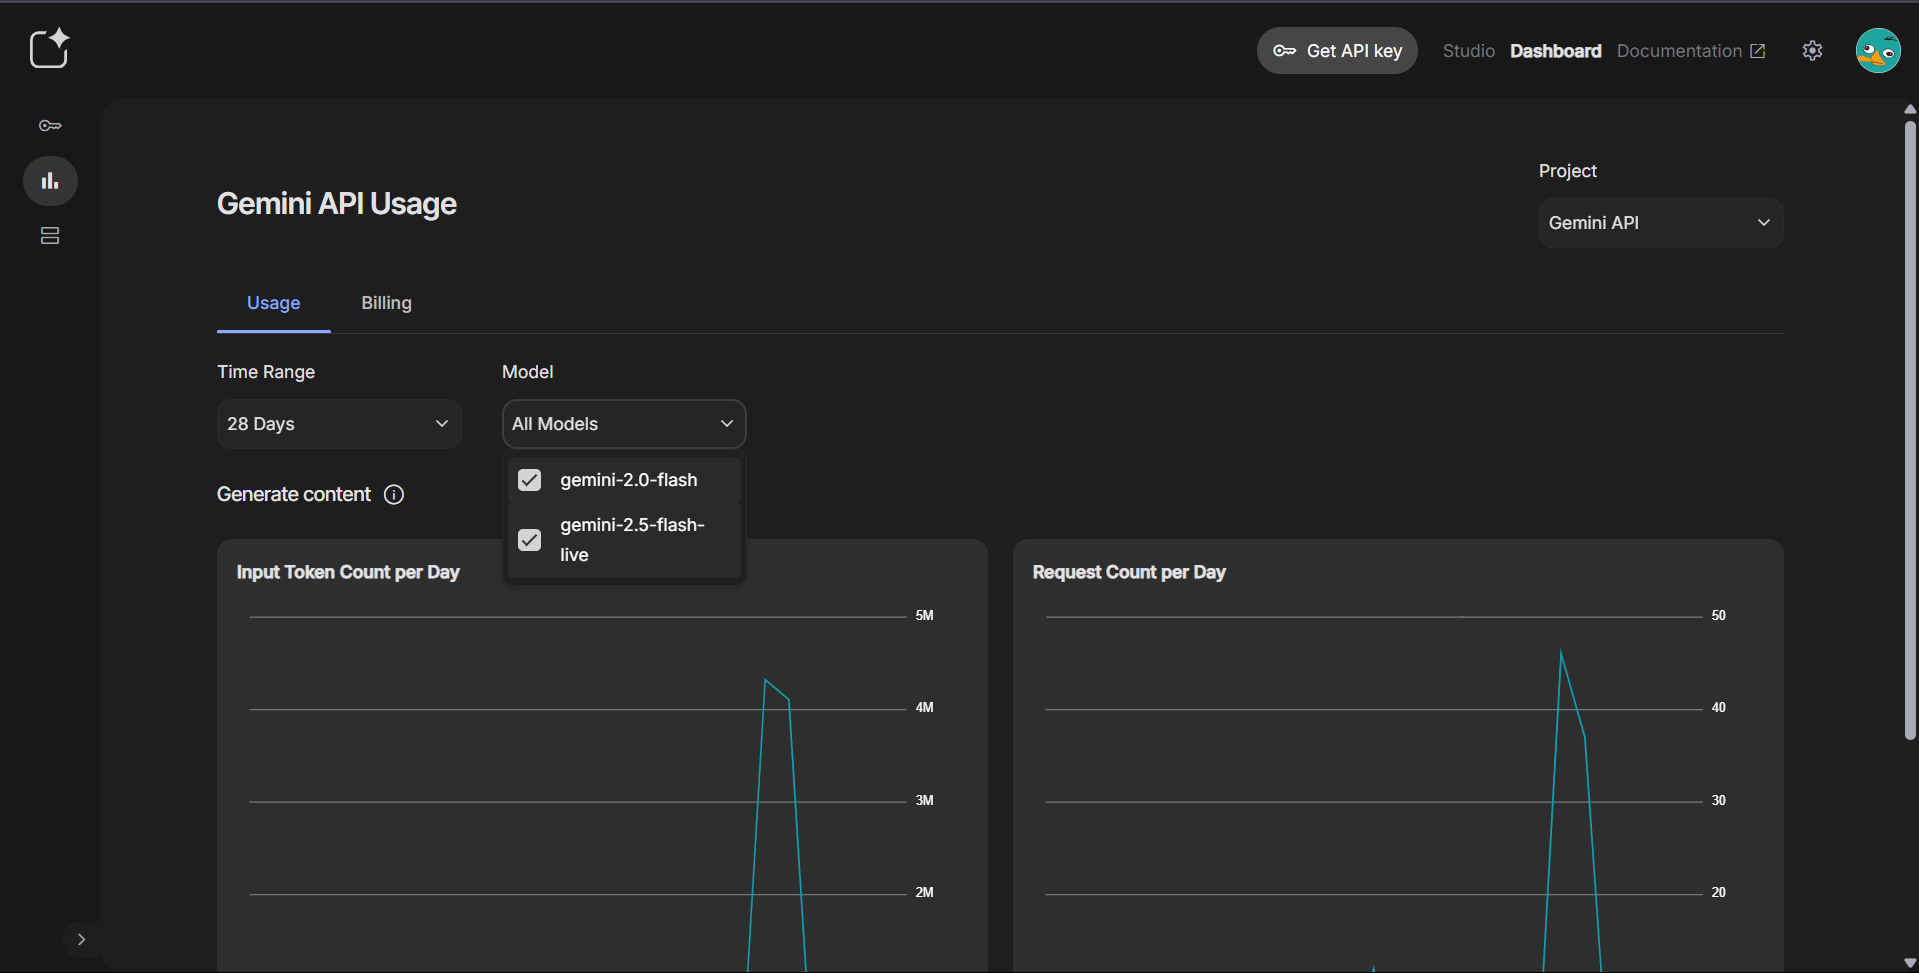 Get API key
Studio
Dashboard
Documentation
Project
Gemini API Usage
Gemini API
Usage
Billing
Time Range
Model
28 Days
All Models
gemini-2.0-flash
gemini-2.5-flash-
live
Generate content
Input Token Count per Day
5M
4M
3M
2M
Request Count per Day
50
40
30
20